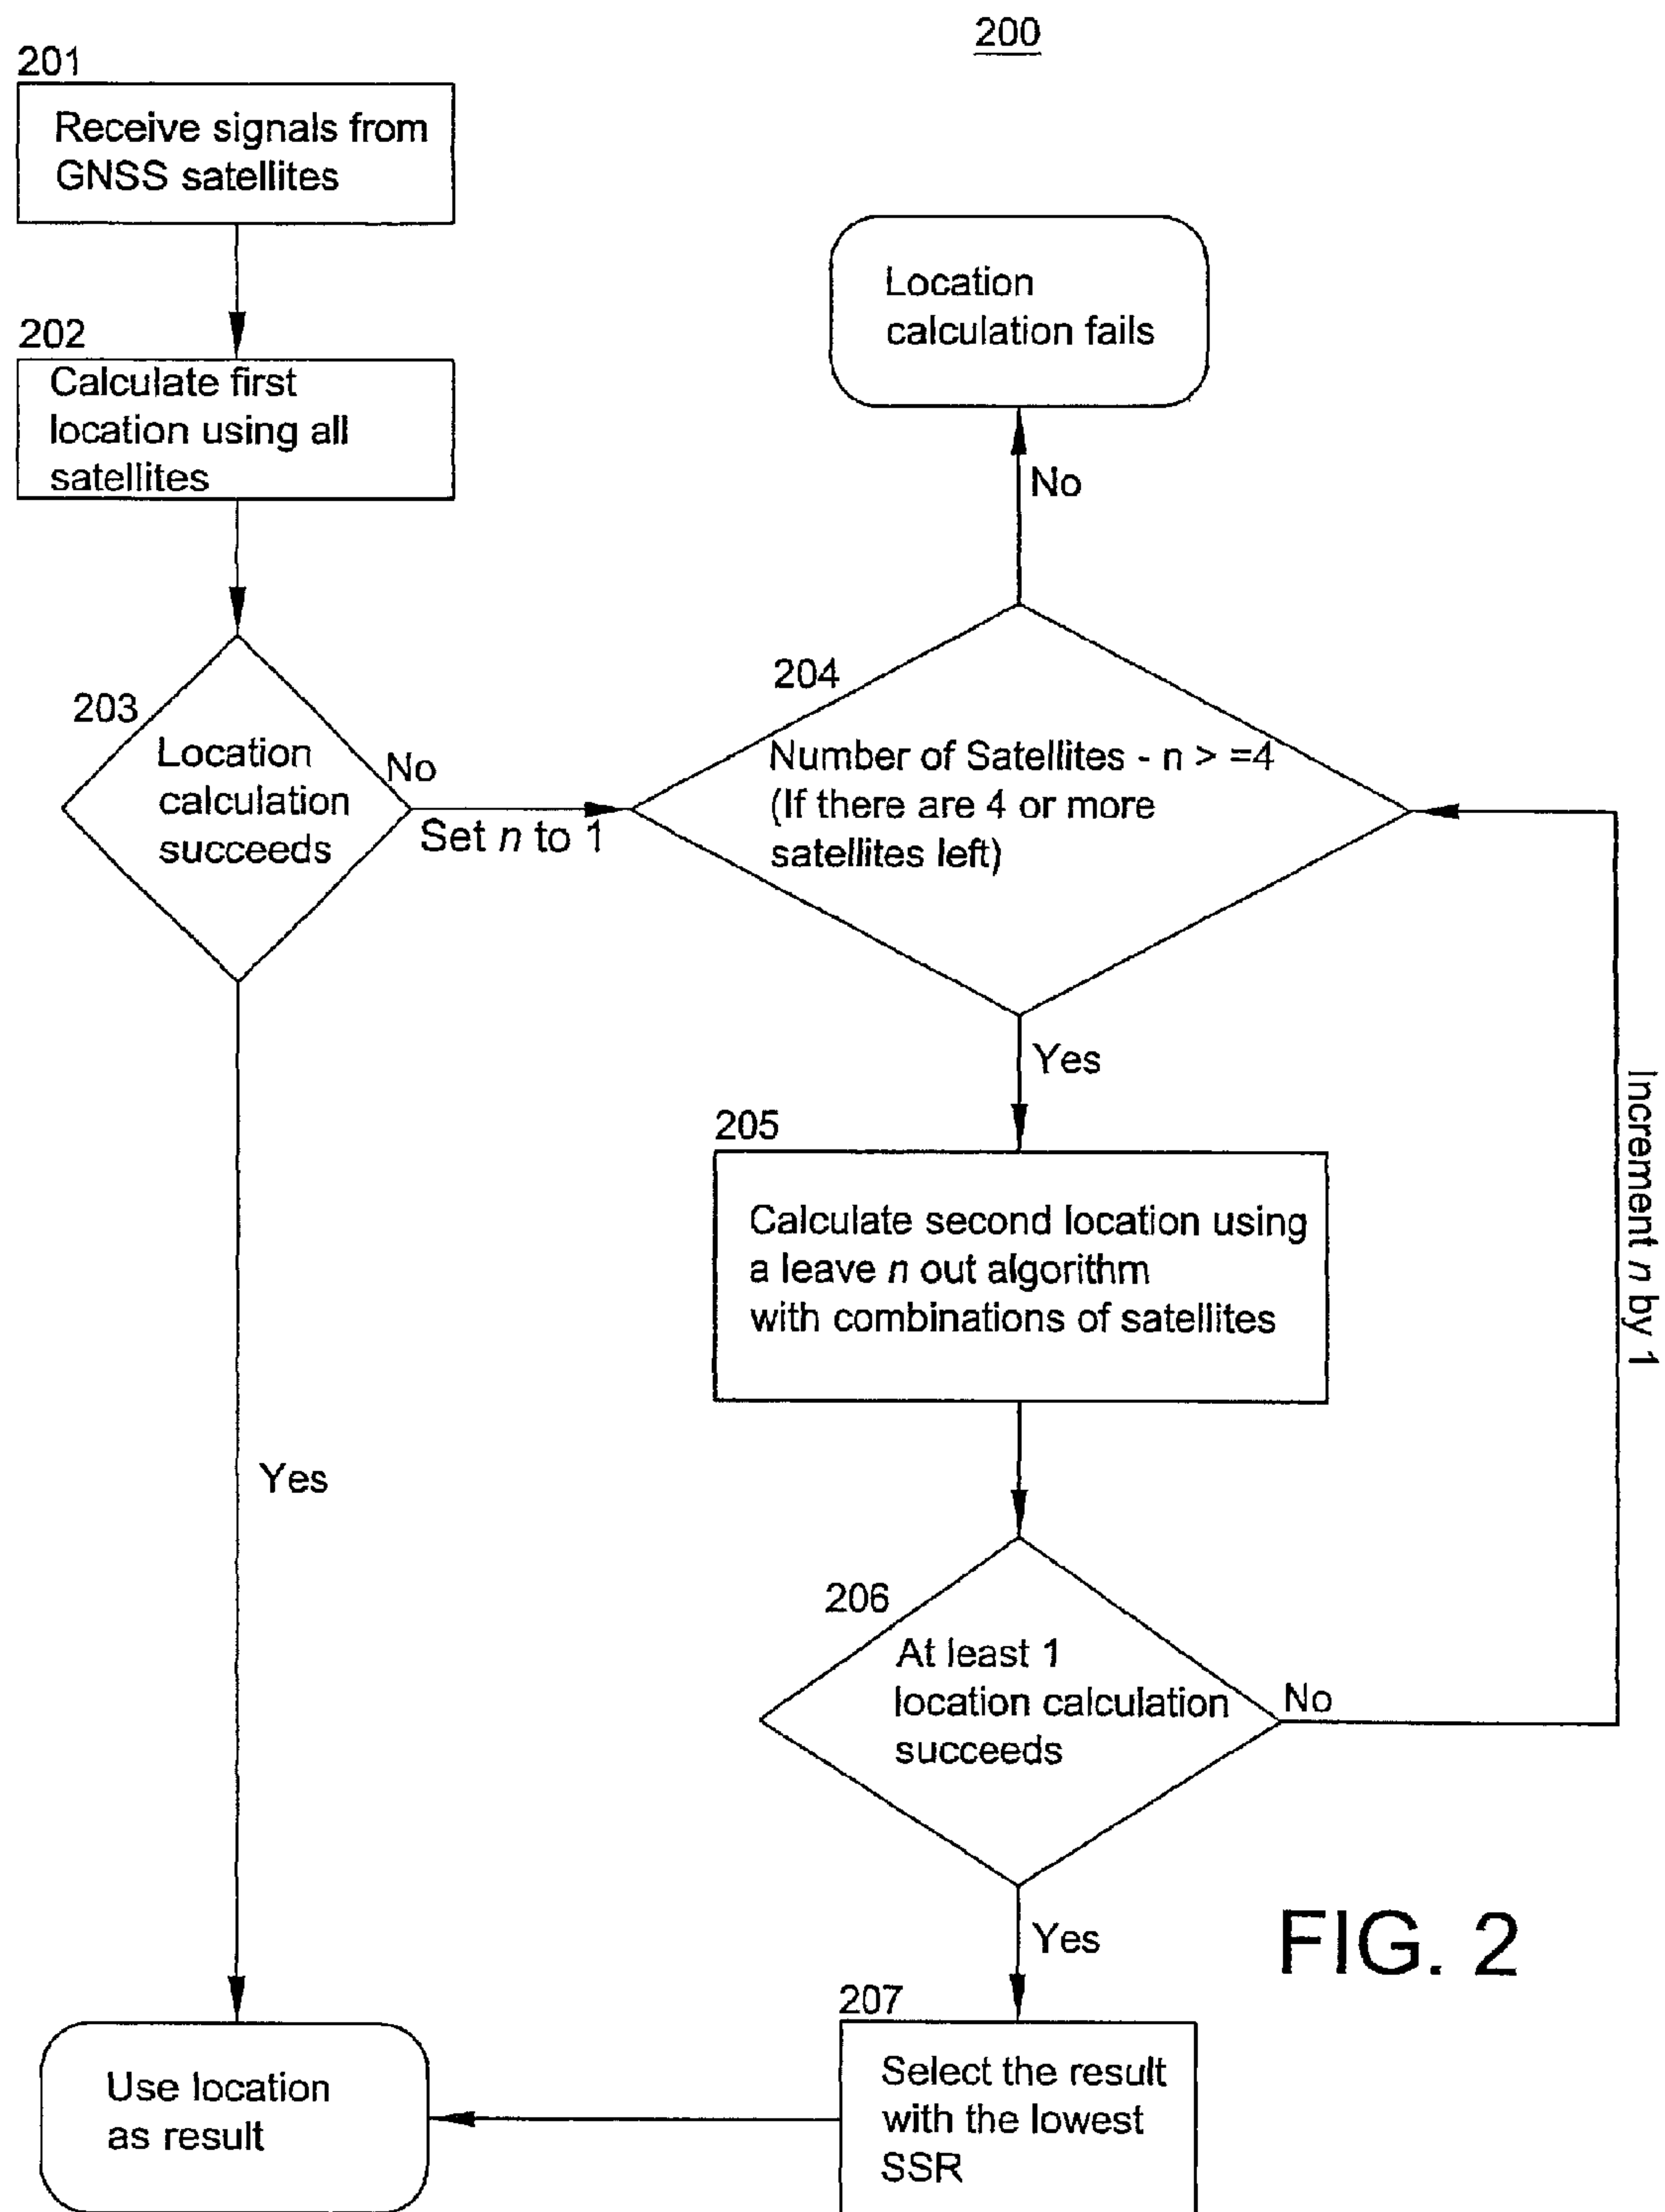 200
201
Receive signals from
GNSS satellites
202
Calculate first
location using all
satellites
203
Location
calculation
succeeds
No
Set n to 1
Yes
Location
calculation fails
No
204
Number of Satellites - n > =4
(If there are 4 or more
satellites left)
Yes
205
Calculate second location using
a leave n out algorithm
with combinations of satellites
206
At least 1
location calculation
succeeds
No
Increment n by 1
Yes
207
Select the result
with the lowest
SSR
Use location
as result
FIG. 2